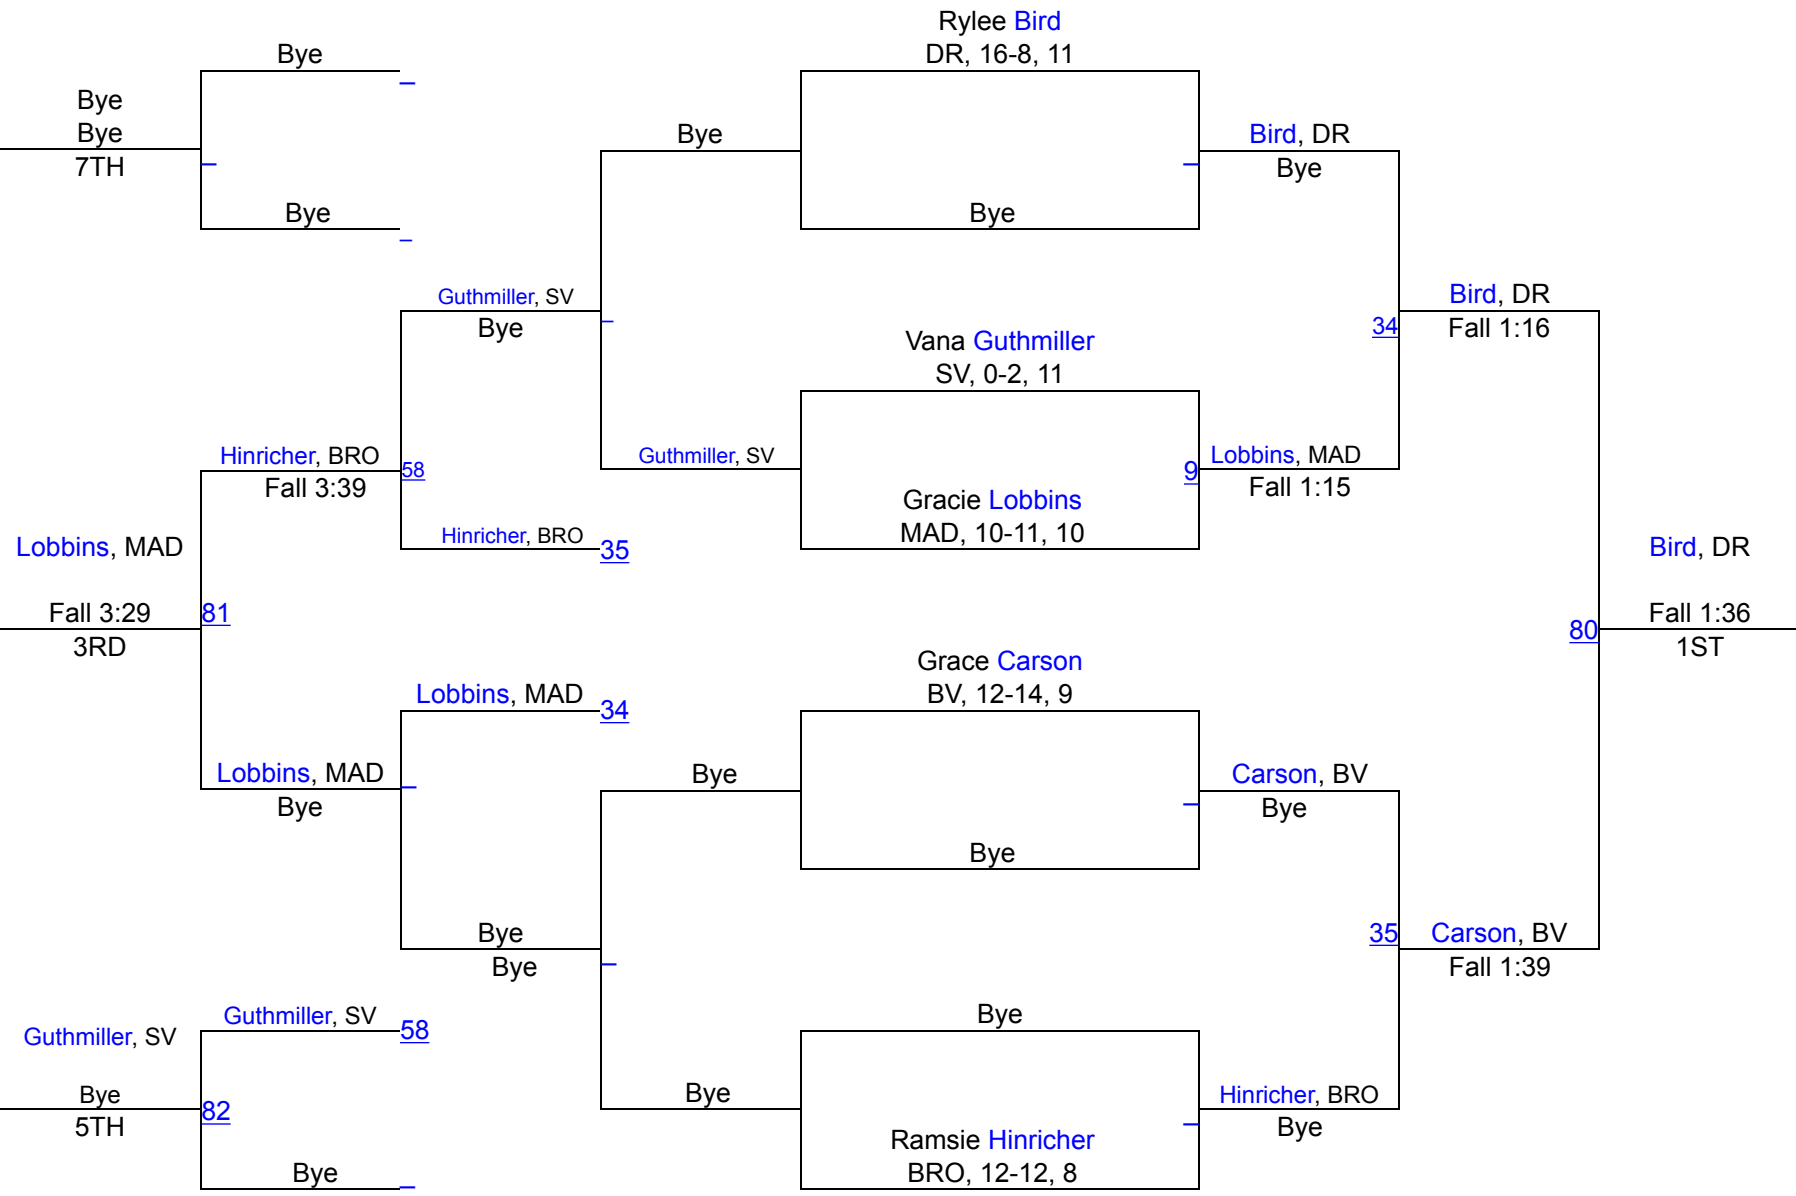 Rylee Bird
DR, 16-8, 11
Bye
Bye
Bye
7TH
Bye
Bye
Bird, DR
Bye
Bye
Bye
Guthmiller, SV
Bye
Bird, DR
Fall 1:16
34
Vana Guthmiller
SV, 0-2, 11
Hinricher, BRO
Fall 3:39
58
Guthmiller, SV
9
Lobbins, MAD
Fall 1:15
Gracie Lobbins
MAD, 10-11, 10
Hinricher, BRO
35
Lobbins, MAD
Fall 3:29
3RD
81
Bird, DR
Fall 1:36
1ST
80
Grace Carson
BV, 12-14, 9
Lobbins, MAD
34
Lobbins, MAD
Bye
Bye
Carson, BV
Bye
Bye
Bye
Bye
35
Carson, BV
Fall 1:39
Guthmiller, SV
58
Guthmiller, SV
Bye
5TH
82
Bye
Bye
Hinricher, BRO
Bye
Ramsie Hinricher
BRO, 12-12, 8
Bye